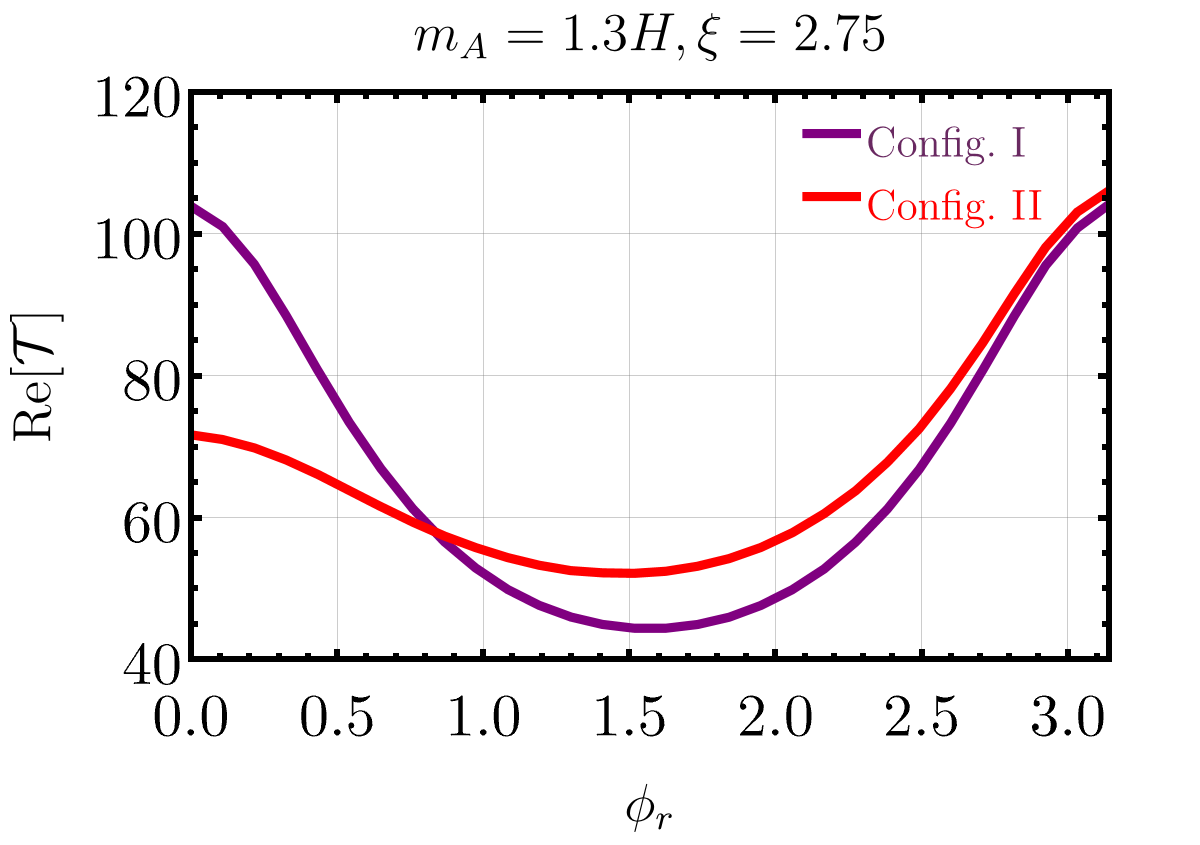 m_A = 1.3H, ξ = 2.75
120
100
80
60
40
Re[𝒯]
Config. I
Config. II
0.0 0.5 1.0 1.5 2.0 2.5 3.0
ϕ_r